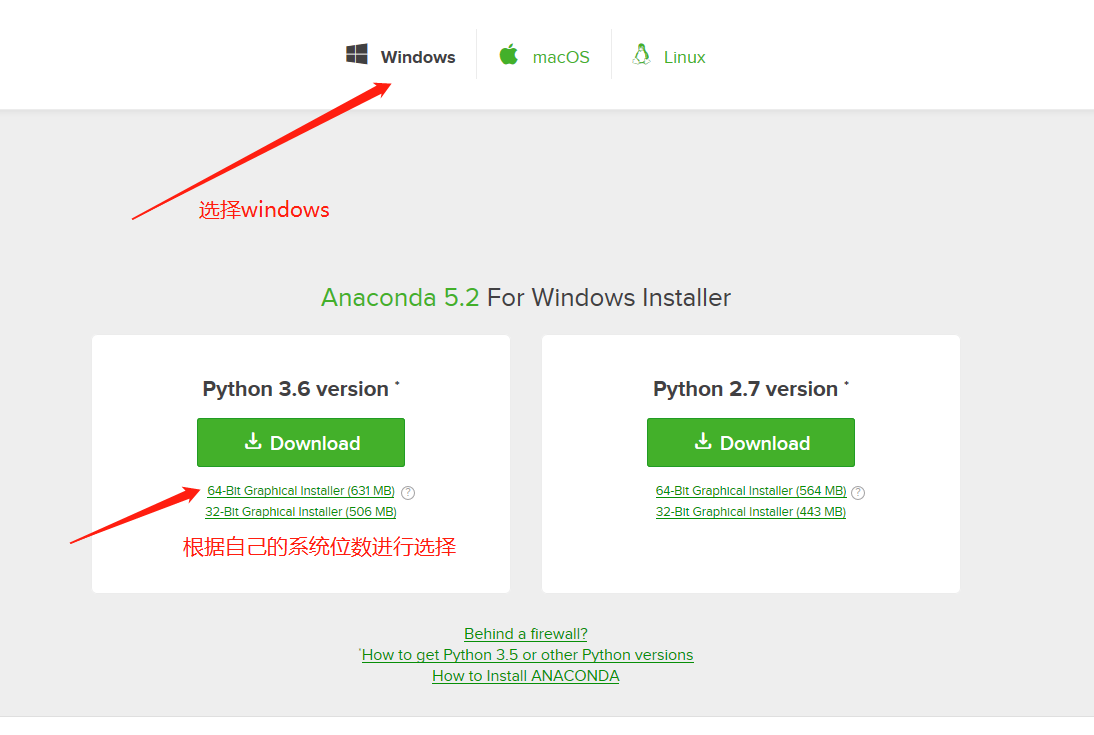 Windows
macOS
Linux
选择windows
Anaconda 5.2 For Windows Installer
Python 3.6 version *
Download
64-Bit Graphical Installer (631 MB) ?
32-Bit Graphical Installer (506 MB)
根据自己的系统位数进行选择
Python 2.7 version *
Download
64-Bit Graphical Installer (564 MB) ?
32-Bit Graphical Installer (443 MB)
Behind a firewall?
*How to get Python 3.5 or other Python versions
How to Install ANACONDA